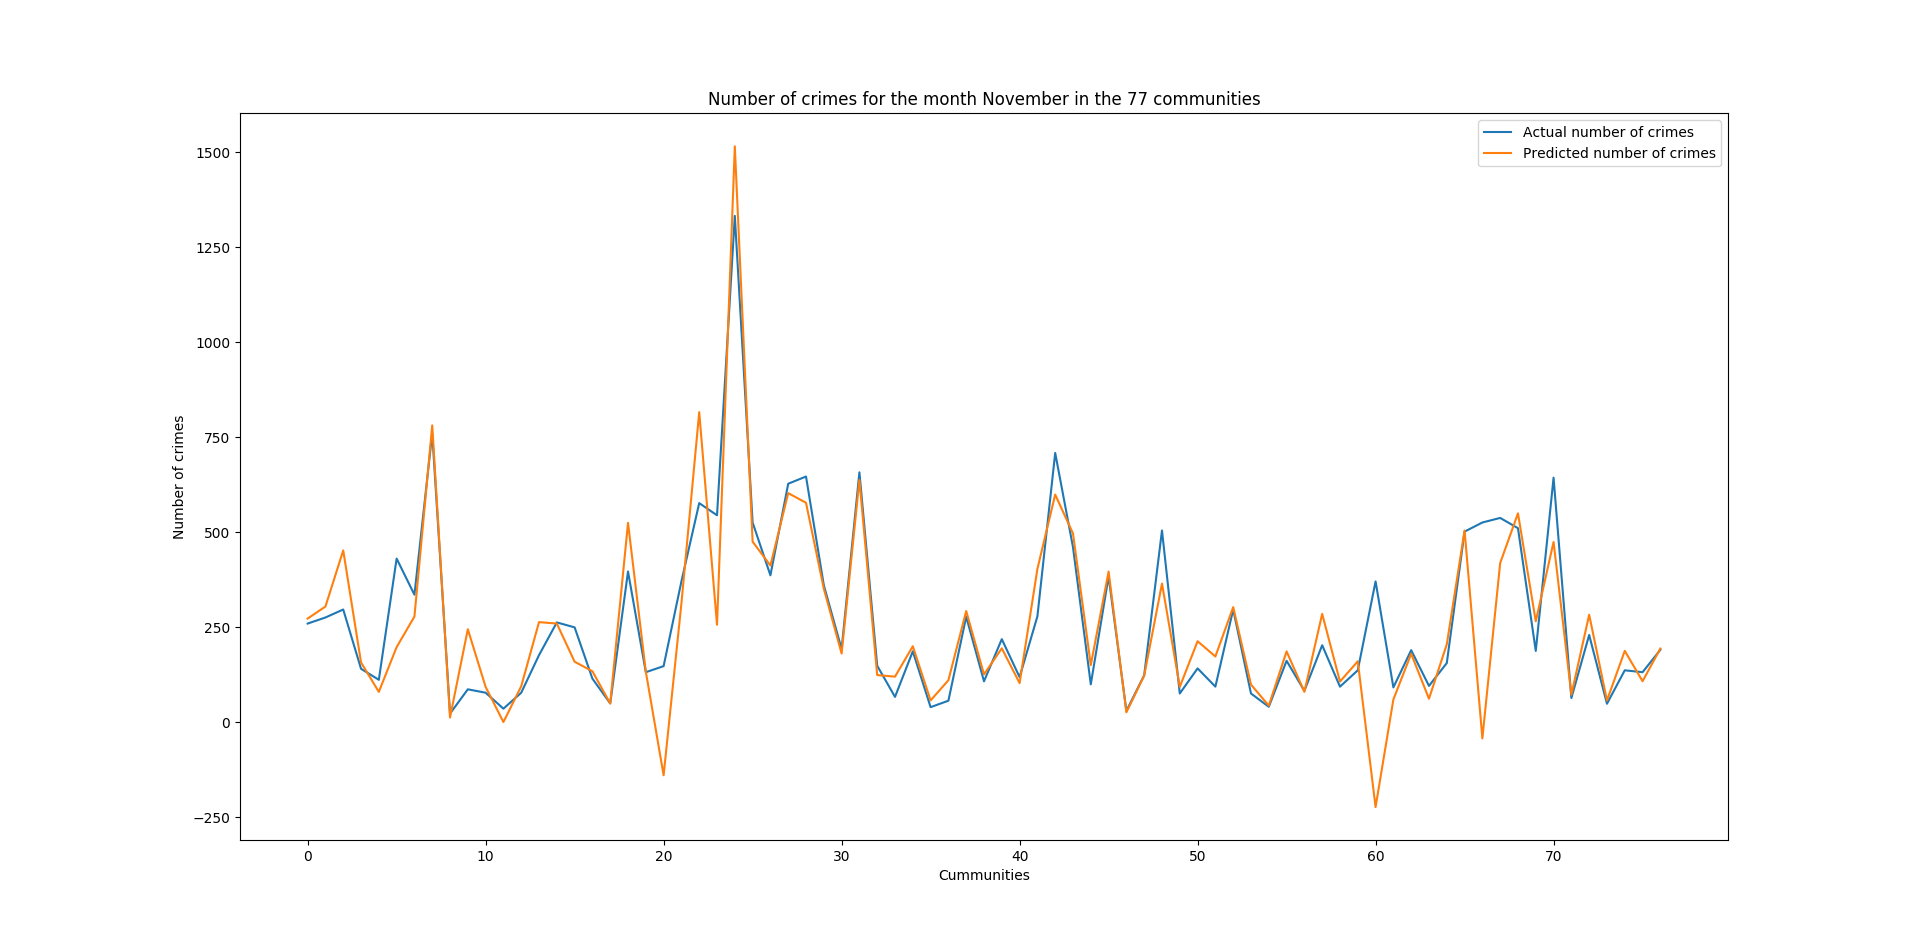 Number of crimes for the month November in the 77 communities
Actual number of crimes
Predicted number of crimes
Number of crimes
1500
1250
1000
750
500
250
0
−250
0 10 20 30 40 50 60 70
Cummunities